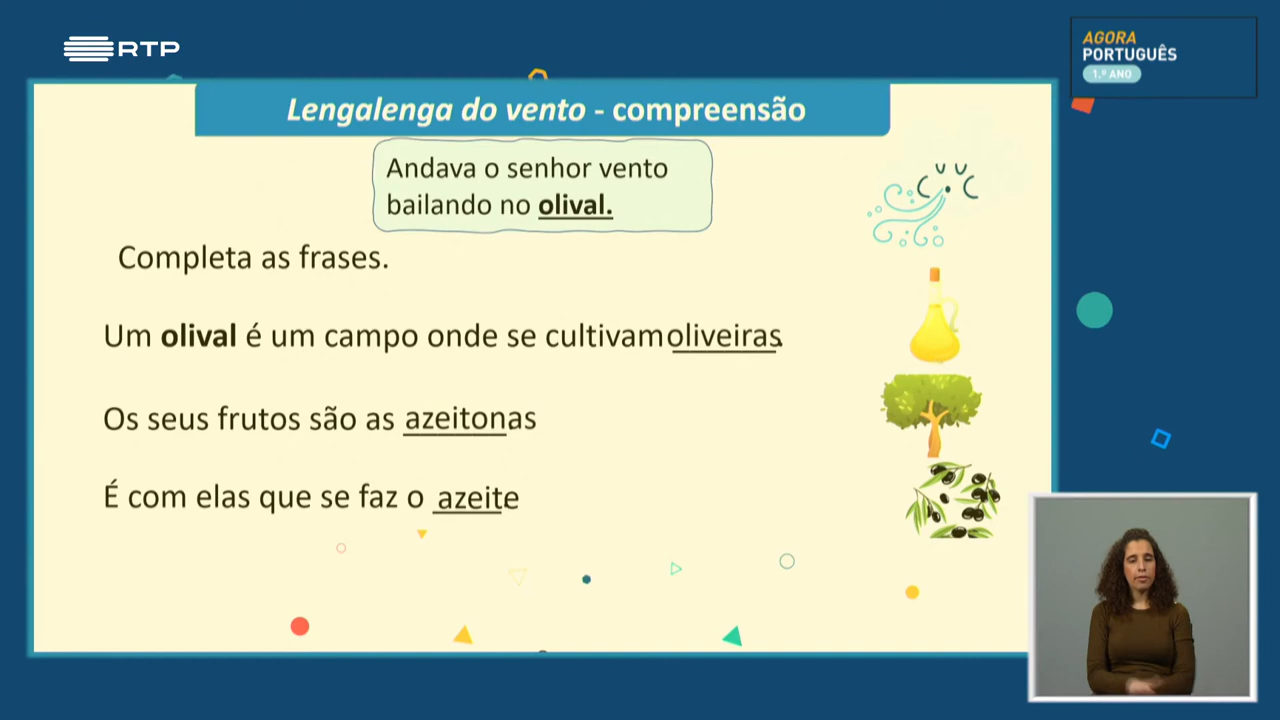 RTP
AGORA
PORTUGUÊS
1.º ANO
Lengalenga do vento - compreensão
Andava o senhor vento
bailando no olival.
Completa as frases.
Um olival é um campo onde se cultivam oliveiras.
Os seus frutos são as azeitonas
É com elas que se faz o azeite